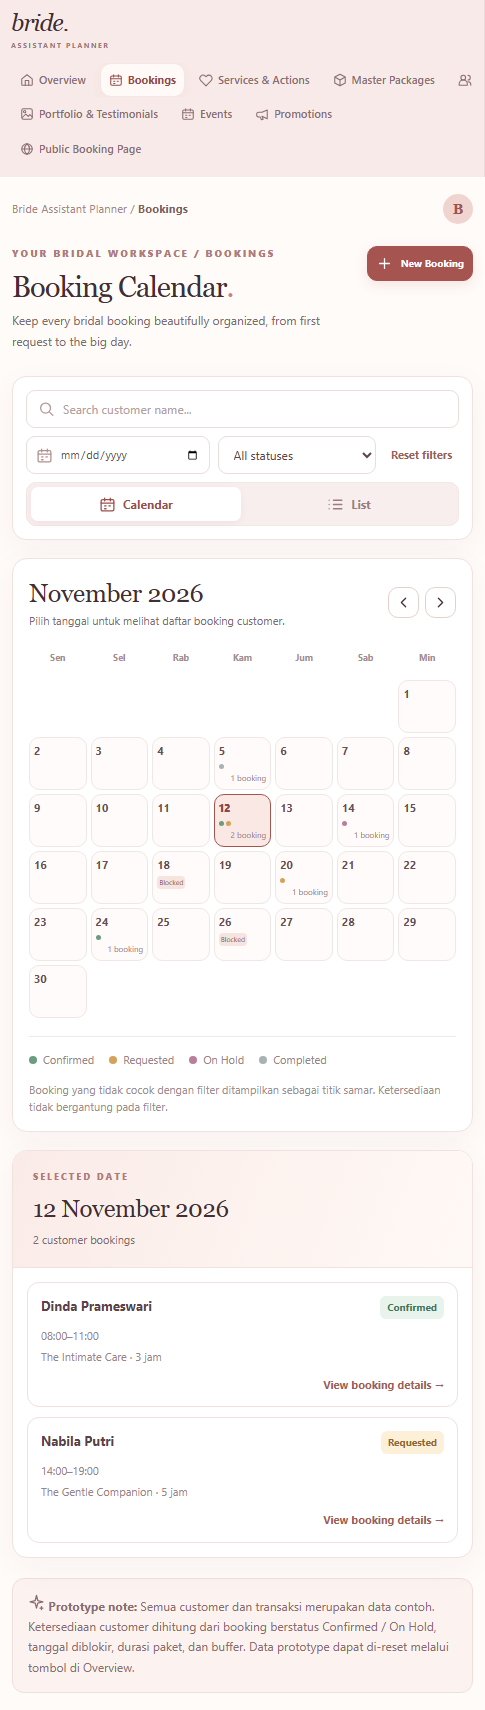 bride.
ASSISTANT PLANNER
Overview Bookings Services & Actions Master Packages
Portfolio & Testimonials Events Promotions
Public Booking Page
Bride Assistant Planner / Bookings B
YOUR BRIDAL WORKSPACE / BOOKINGS
+ New Booking
Booking Calendar.
Keep every bridal booking beautifully organized, from first
request to the big day.
Search customer name...
mm/dd/yyyy All statuses Reset filters
Calendar List
November 2026
Pilih tanggal untuk melihat daftar booking customer.
Sen Sel Rab Kam Jum Sab Min
1
2 3 4 5 6 7 8
1 booking
9 10 11 12 13 14 15
2 booking 1 booking
16 17 18 19 20 21 22
Blocked 1 booking
23 24 25 26 27 28 29
1 booking Blocked
30
Confirmed Requested On Hold Completed
Booking yang tidak cocok dengan filter ditampilkan sebagai titik samar. Ketersediaan
tidak bergantung pada filter.
SELECTED DATE
12 November 2026
2 customer bookings
Dinda Prameswari Confirmed
08:00–11:00
The Intimate Care · 3 jam
View booking details →
Nabila Putri Requested
14:00–19:00
The Gentle Companion · 5 jam
View booking details →
Prototype note: Semua customer dan transaksi merupakan data contoh.
Ketersediaan customer dihitung dari booking berstatus Confirmed / On Hold,
tanggal diblokir, durasi paket, dan buffer. Data prototype dapat di-reset melalui
tombol di Overview.